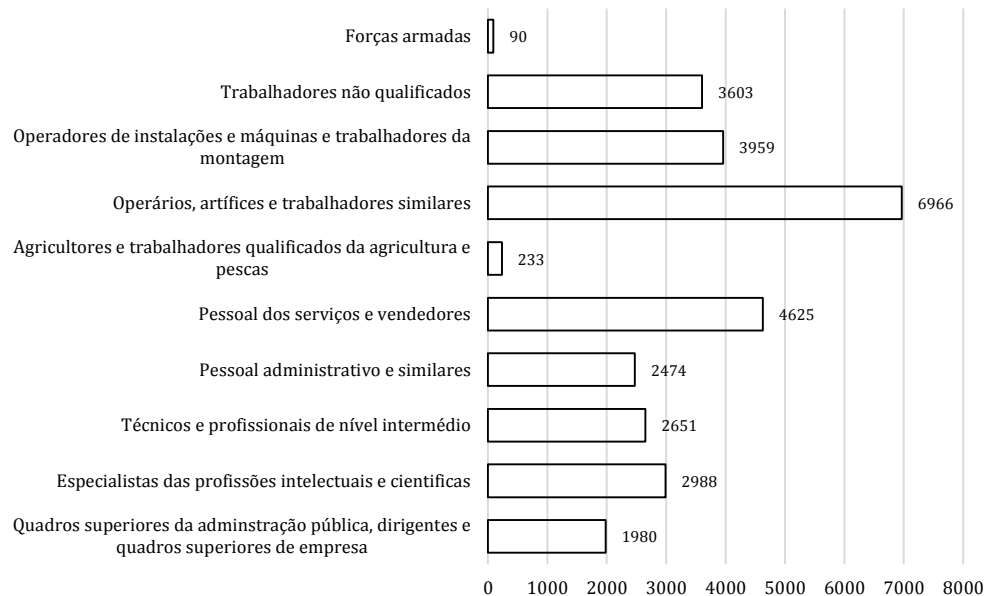 Forças armadas 90
Trabalhadores não qualificados 3603
Operadores de instalações e máquinas e trabalhadores da
montagem 3959
Operários, artífices e trabalhadores similares 6966
Agricultores e trabalhadores qualificados da agricultura e
pescas 233
Pessoal dos serviços e vendedores 4625
Pessoal administrativo e similares 2474
Técnicos e profissionais de nível intermédio 2651
Especialistas das profissões intelectuais e cientificas 2988
Quadros superiores da adminstração pública, dirigentes e
quadros superiores de empresa 1980
0 1000 2000 3000 4000 5000 6000 7000 8000